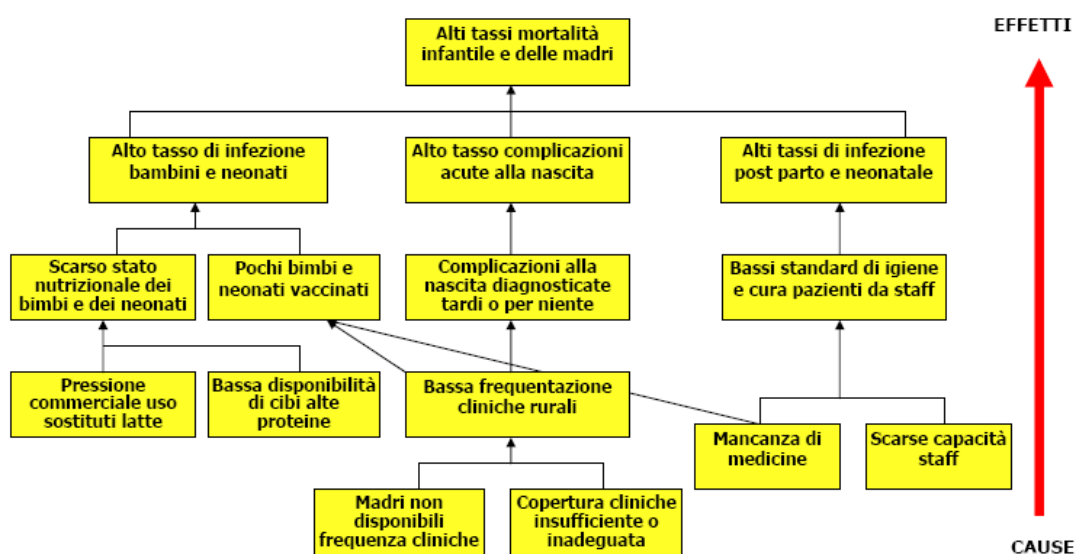 Alti tassi mortalità
infantile e delle madri
EFFETTI
Alto tasso di infezione
bambini e neonati
Alto tasso complicazioni
acute alla nascita
Alti tassi di infezione
post parto e neonatale
Scarso stato
nutrizionale dei
bimbi e dei neonati
Pochi bimbi e
neonati vaccinati
Complicazioni alla
nascita diagnosticate
tardi o per niente
Bassi standard di igiene
e cura pazienti da staff
Pressione
commerciale uso
sostituti latte
Bassa disponibilità
di cibi alte
proteine
Bassa frequentazione
cliniche rurali
Mancanza di
medicine
Scarse capacità
staff
Madri non
disponibili
frequenza cliniche
Copertura cliniche
insufficiente o
inadeguata
CAUSE